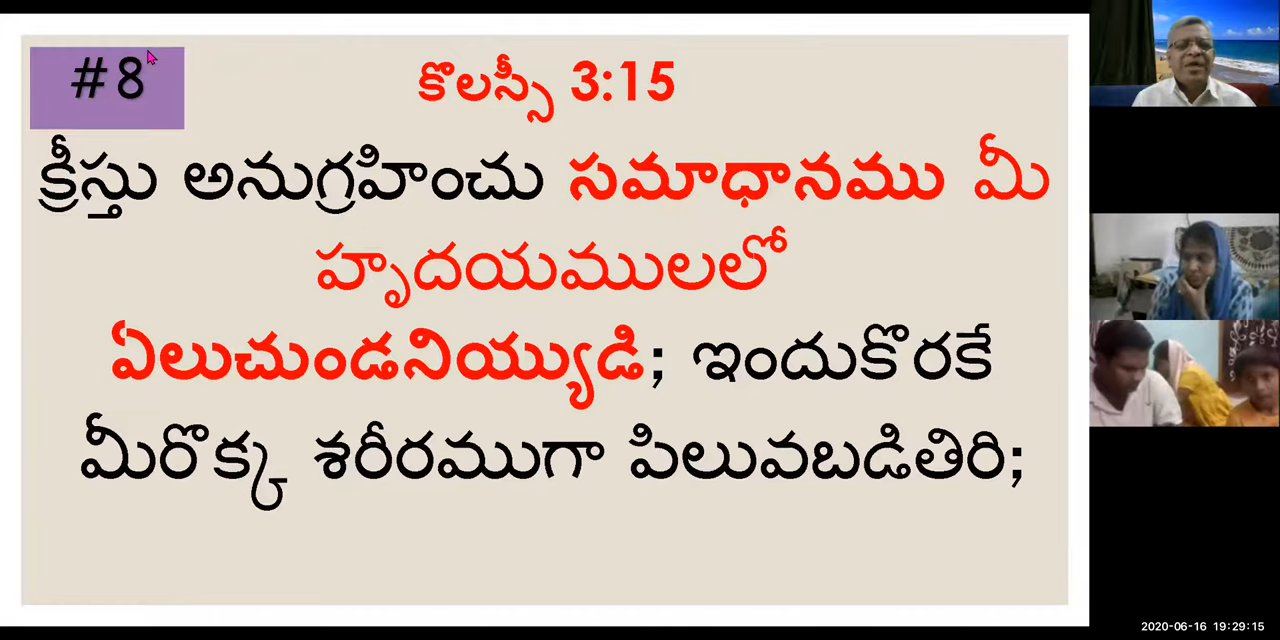 #8
కొలస్సీ 3:15
క్రీస్తు అనుగ్రహించు సమాధానము మీ
హృదయములలో
ఏలుచుండనియ్యుడి; ఇందుకొరకే
మీరొక్క శరీరముగా పిలువబడితిరి;
2020-06-16 19:29:15